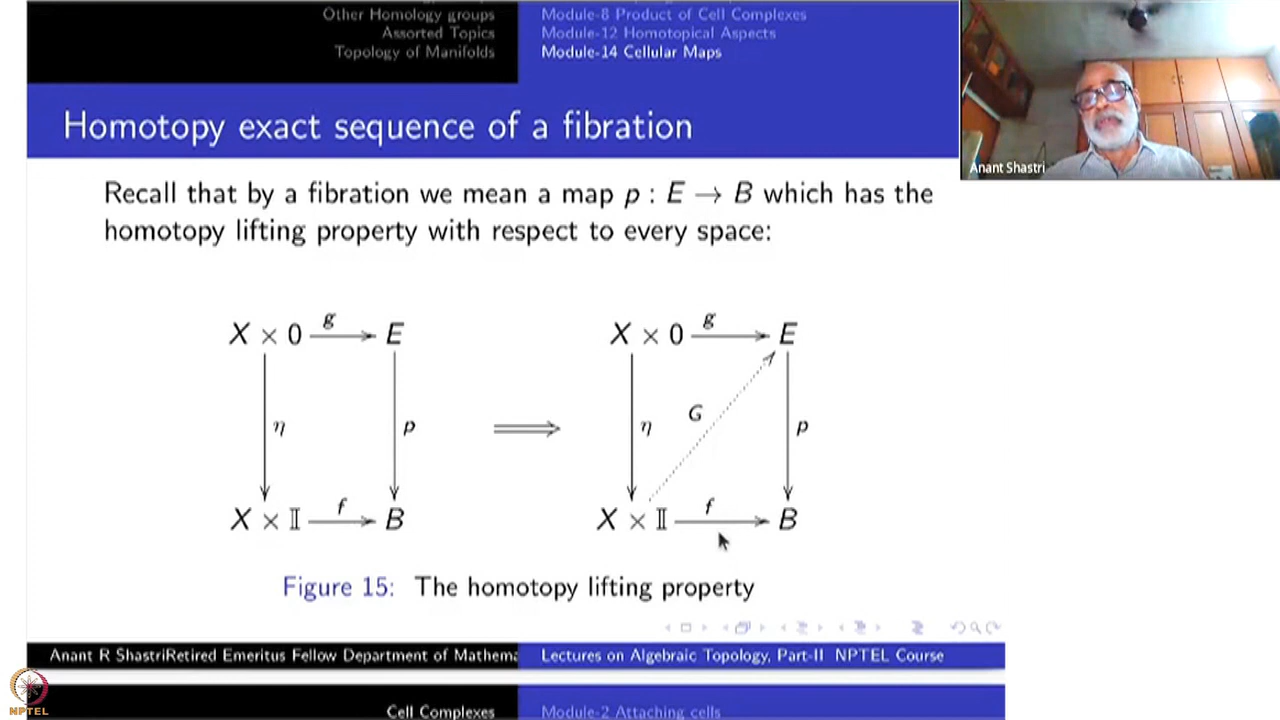 Other Homology groups
Assorted Topics
Topology of Manifolds
Module-8 Product of Cell Complexes
Module-12 Homotopical Aspects
Module-14 Cellular Maps
Anant Shastri
Homotopy exact sequence of a fibration
Recall that by a fibration we mean a map p : E → B which has the
homotopy lifting property with respect to every space:
X × 0 g E
η p
X × 𝕀 f B
⟹
X × 0 g E
G
η p
X × 𝕀 f B
Figure 15: The homotopy lifting property
Anant R ShastriRetired Emeritus Fellow Department of Mathema
Lectures on Algebraic Topology, Part-II NPTEL Course
Cell Complexes
Module-2 Attaching cells
NPTEL